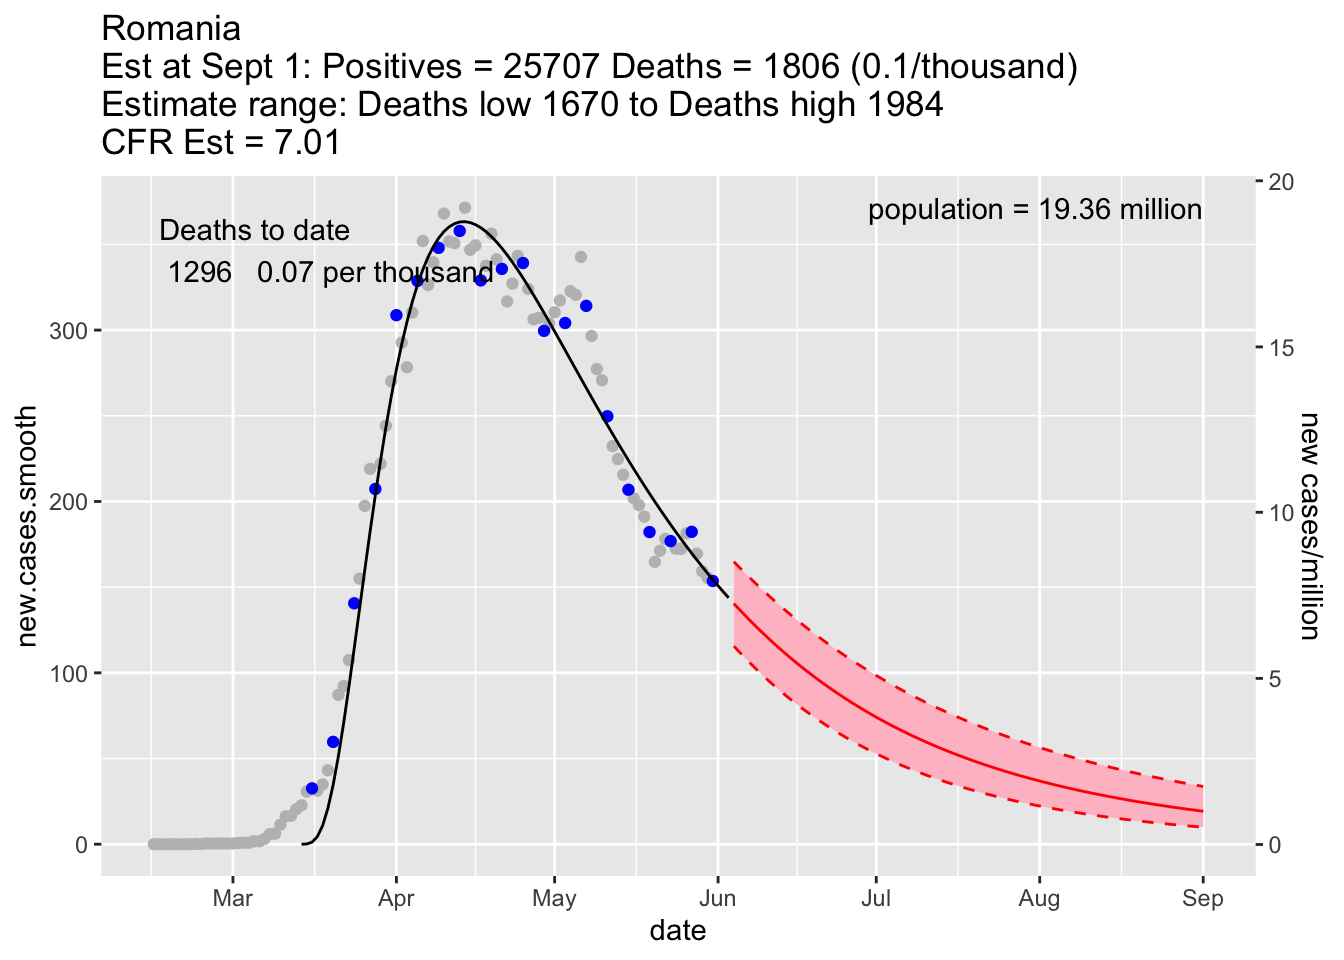 Romania
Est at Sept 1: Positives = 25707 Deaths = 1806 (0.1/thousand)
Estimate range: Deaths low 1670 to Deaths high 1984
CFR Est = 7.01
Deaths to date
1296 0.07 per thousand
population = 19.36 million
new.cases.smooth
300
200
100
0
20
15
10
5
0
new cases/million
Mar Apr May Jun Jul Aug Sep
date